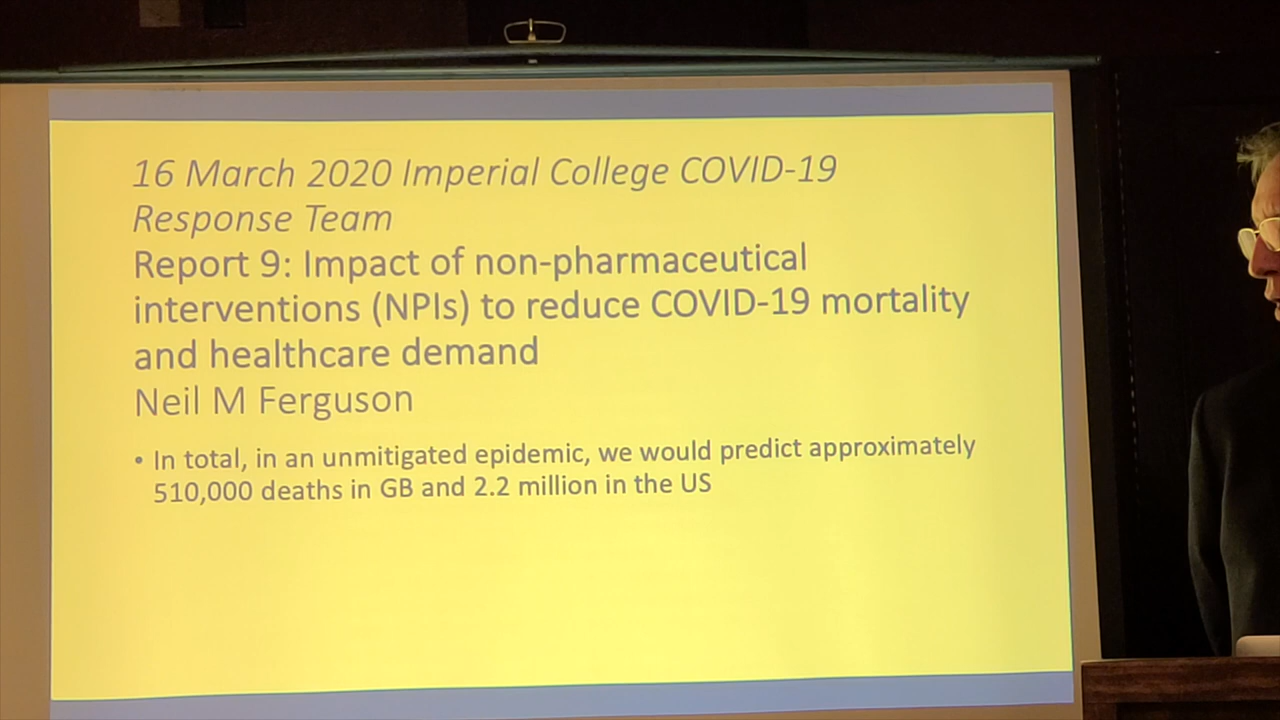 16 March 2020 Imperial College COVID-19
Response Team
Report 9: Impact of non-pharmaceutical
interventions (NPIs) to reduce COVID-19 mortality
and healthcare demand
Neil M Ferguson
• In total, in an unmitigated epidemic, we would predict approximately
510,000 deaths in GB and 2.2 million in the US